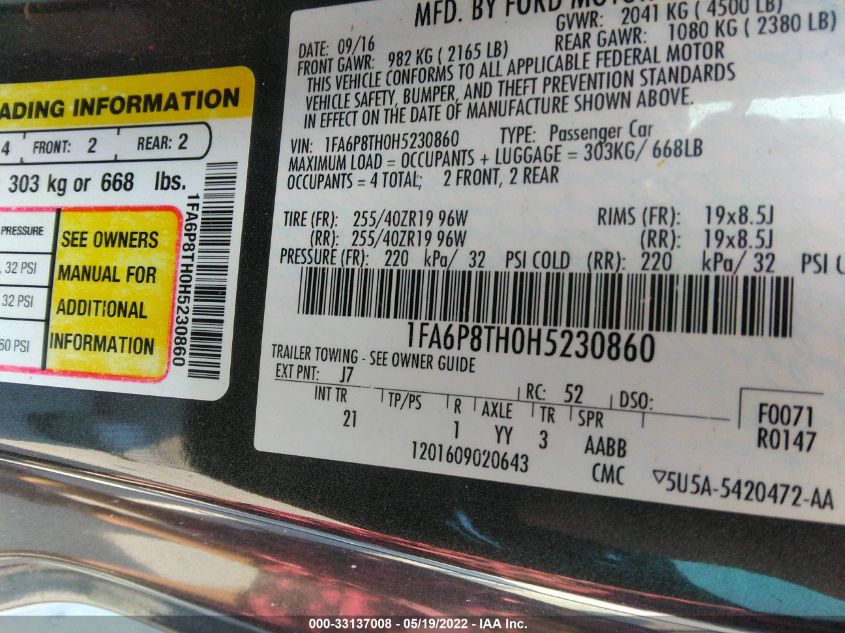 ADING INFORMATION
4 FRONT: 2 REAR: 2
303 kg or 668 lbs.
PRESSURE
, 32 PSI
32 PSI
60 PSI
SEE OWNERS
MANUAL FOR
ADDITIONAL
INFORMATION
1FA6P8TH0H5230860
MFD. BY FORD MOTOR
DATE: 09/16 GVWR: 2041 KG ( 4500 LB)
FRONT GAWR: 982 KG ( 2165 LB) REAR GAWR: 1080 KG ( 2380 LB)
THIS VEHICLE CONFORMS TO ALL APPLICABLE FEDERAL MOTOR
VEHICLE SAFETY, BUMPER, AND THEFT PREVENTION STANDARDS
IN EFFECT ON THE DATE OF MANUFACTURE SHOWN ABOVE.
VIN: 1FA6P8TH0H5230860 TYPE: Passenger Car
MAXIMUM LOAD = OCCUPANTS + LUGGAGE = 303KG/ 668LB
OCCUPANTS = 4 TOTAL; 2 FRONT, 2 REAR
TIRE (FR): 255/40ZR19 96W RIMS (FR): 19x8.5J
(RR): 255/40ZR19 96W (RR): 19x8.5J
PRESSURE (FR): 220 kPa/ 32 PSI COLD (RR): 220 kPa/ 32 PSI C
1FA6P8TH0H5230860
TRAILER TOWING - SEE OWNER GUIDE
EXT PNT: J7 RC: 52 DSO:
INT TR TP/PS R AXLE TR SPR F0071
21 1 YY 3 AABB R0147
1201609020643 CMC 5U5A-5420472-AA
000-33137008 - 05/19/2022 - IAA Inc.